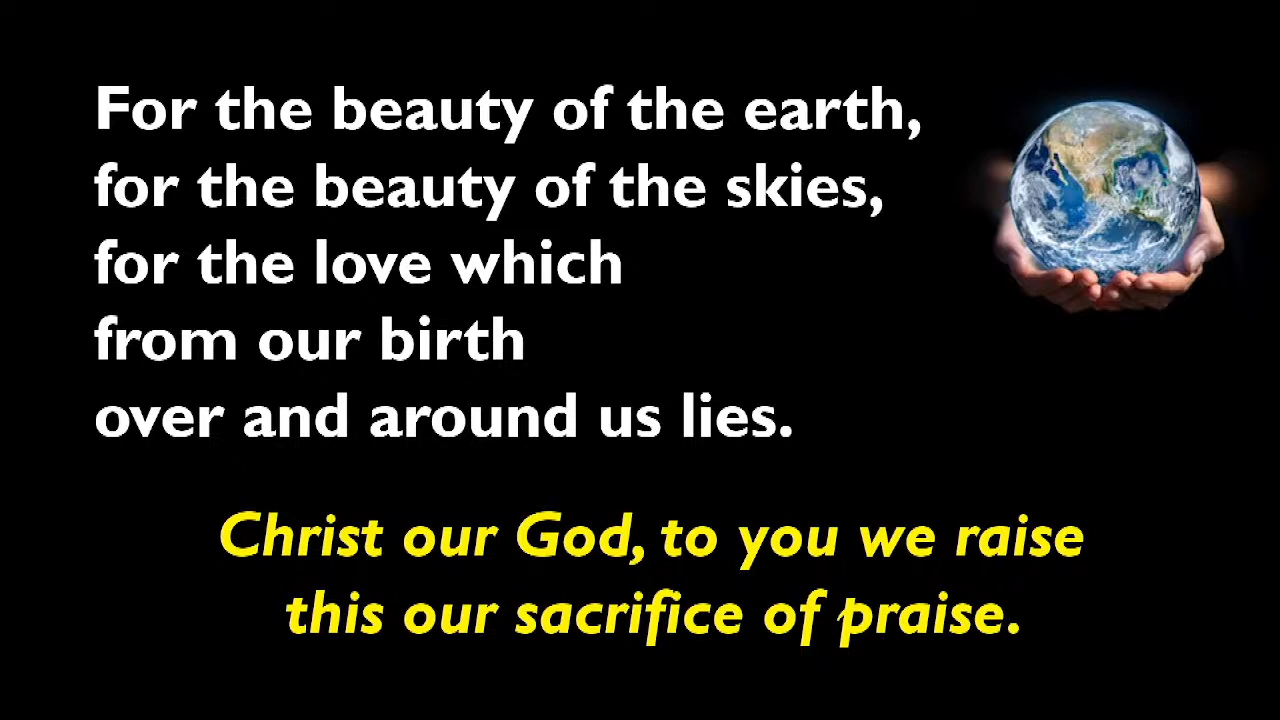 For the beauty of the earth,
for the beauty of the skies,
for the love which
from our birth
over and around us lies.
Christ our God, to you we raise
this our sacrifice of praise.